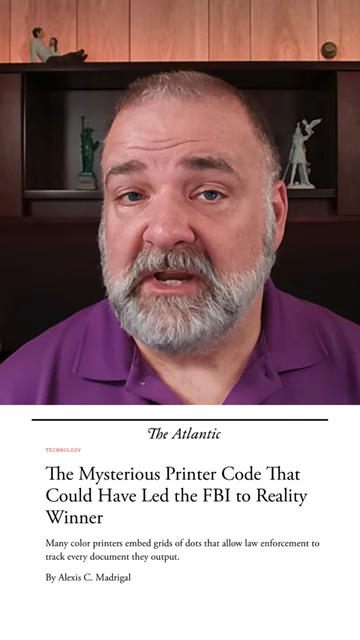 The Atlantic
TECHNOLOGY
The Mysterious Printer Code That
Could Have Led the FBI to Reality
Winner
Many color printers embed grids of dots that allow law enforcement to
track every document they output.
By Alexis C. Madrigal